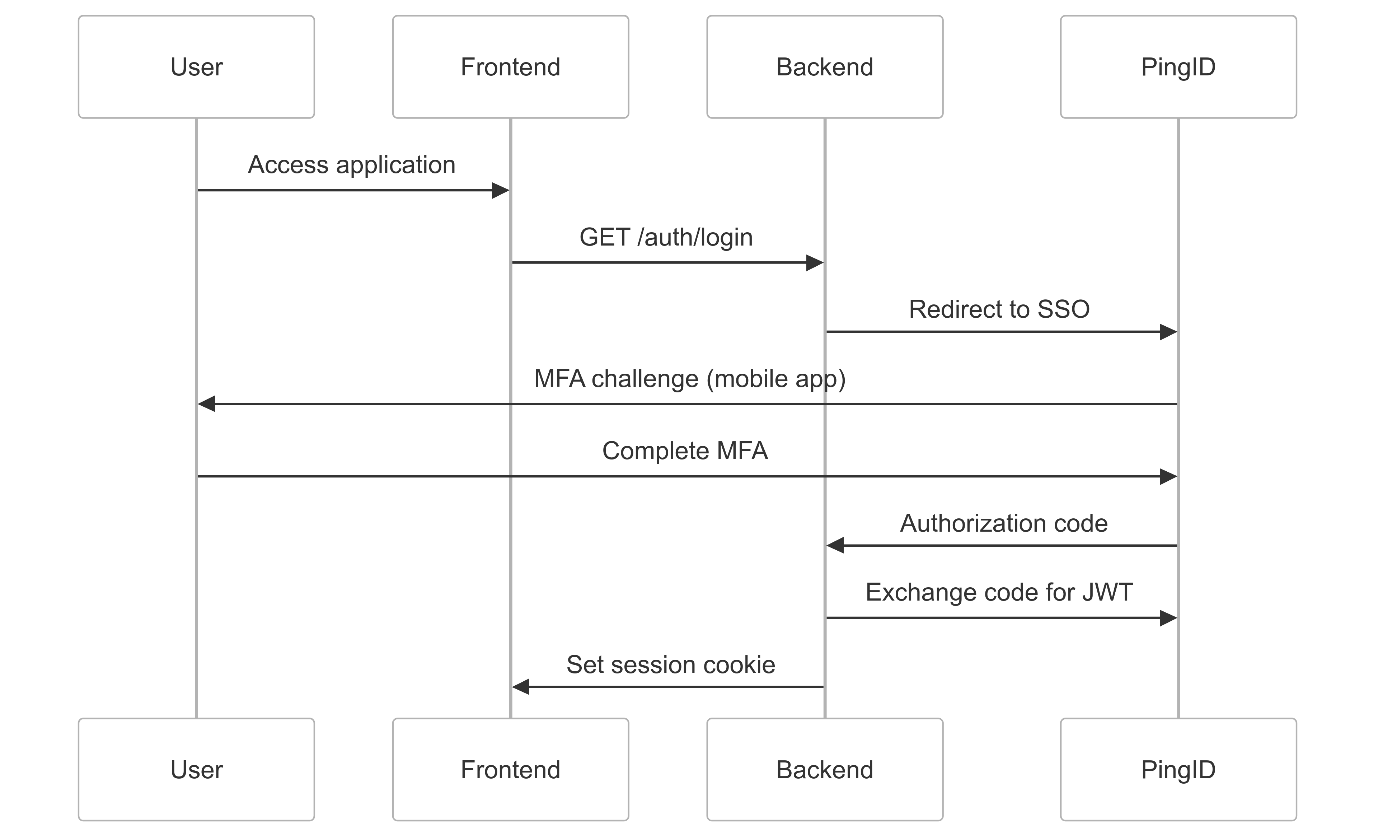 User
Frontend
Backend
PingID
Access application
GET /auth/login
Redirect to SSO
MFA challenge (mobile app)
Complete MFA
Authorization code
Exchange code for JWT
Set session cookie
User
Frontend
Backend
PingID